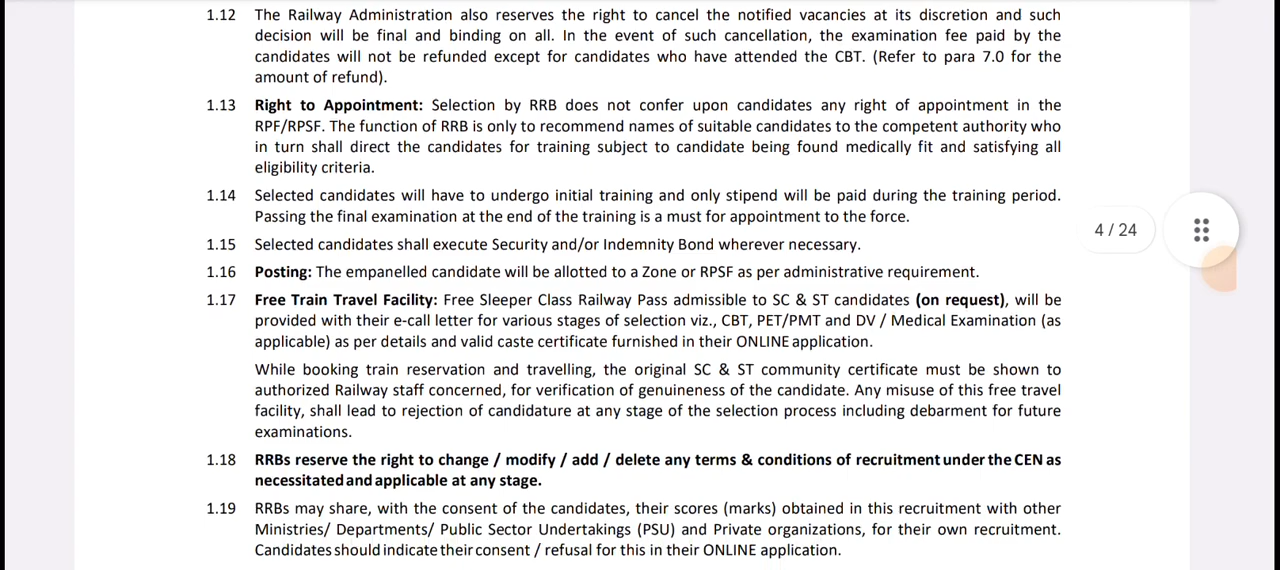 1.12 The Railway Administration also reserves the right to cancel the notified vacancies at its discretion and such
decision will be final and binding on all. In the event of such cancellation, the examination fee paid by the
candidates will not be refunded except for candidates who have attended the CBT. (Refer to para 7.0 for the
amount of refund).
1.13 Right to Appointment: Selection by RRB does not confer upon candidates any right of appointment in the
RPF/RPSF. The function of RRB is only to recommend names of suitable candidates to the competent authority who
in turn shall direct the candidates for training subject to candidate being found medically fit and satisfying all
eligibility criteria.
1.14 Selected candidates will have to undergo initial training and only stipend will be paid during the training period.
Passing the final examination at the end of the training is a must for appointment to the force.
4 / 24
1.15 Selected candidates shall execute Security and/or Indemnity Bond wherever necessary.
1.16 Posting: The empanelled candidate will be allotted to a Zone or RPSF as per administrative requirement.
1.17 Free Train Travel Facility: Free Sleeper Class Railway Pass admissible to SC & ST candidates (on request), will be
provided with their e-call letter for various stages of selection viz., CBT, PET/PMT and DV / Medical Examination (as
applicable) as per details and valid caste certificate furnished in their ONLINE application.
While booking train reservation and travelling, the original SC & ST community certificate must be shown to
authorized Railway staff concerned, for verification of genuineness of the candidate. Any misuse of this free travel
facility, shall lead to rejection of candidature at any stage of the selection process including debarment for future
examinations.
1.18 RRBs reserve the right to change / modify / add / delete any terms & conditions of recruitment under the CEN as
necessitated and applicable at any stage.
1.19 RRBs may share, with the consent of the candidates, their scores (marks) obtained in this recruitment with other
Ministries/ Departments/ Public Sector Undertakings (PSU) and Private organizations, for their own recruitment.
Candidates should indicate their consent / refusal for this in their ONLINE application.